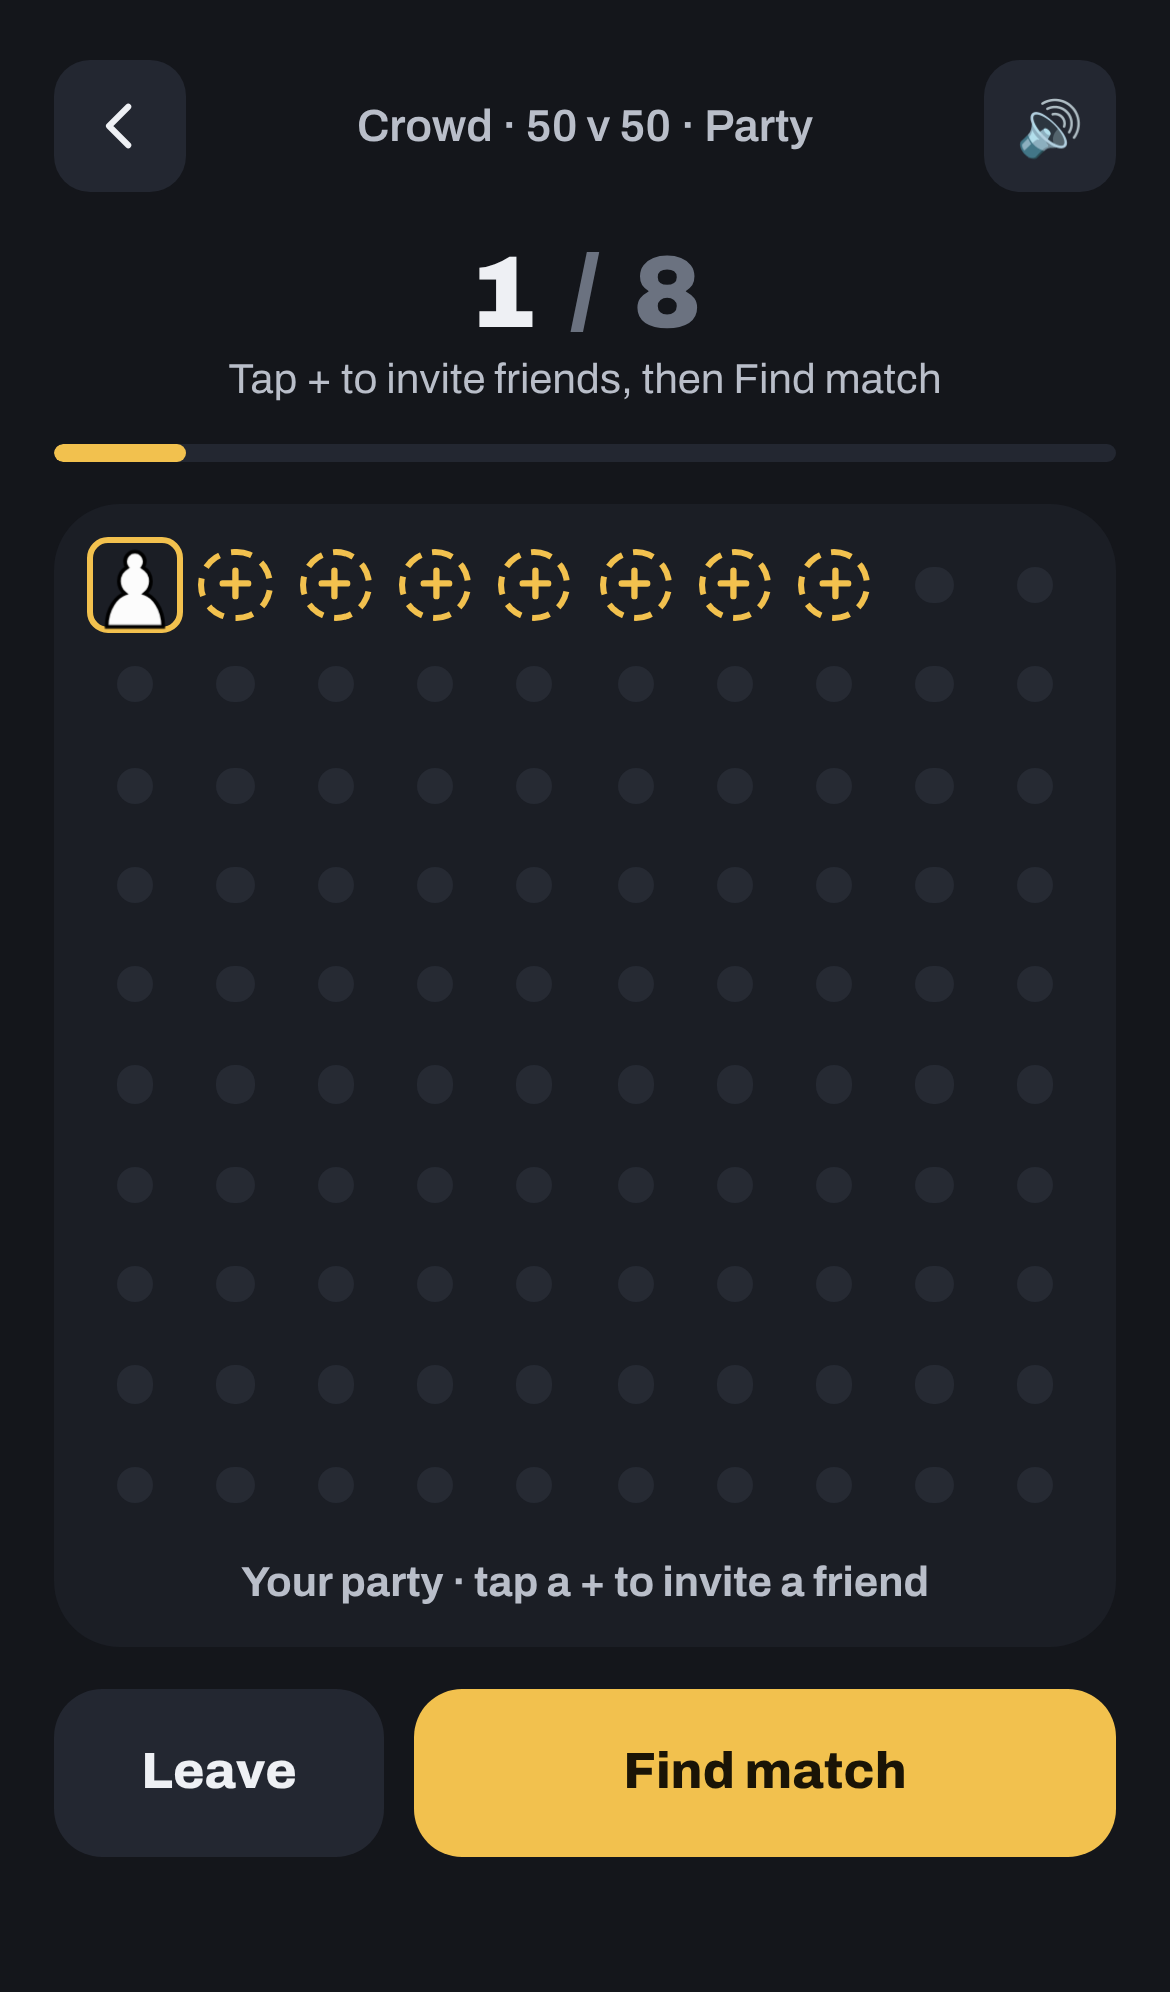 Crowd · 50 v 50 · Party
1 / 8
Tap + to invite friends, then Find match
Your party · tap a + to invite a friend
Leave
Find match